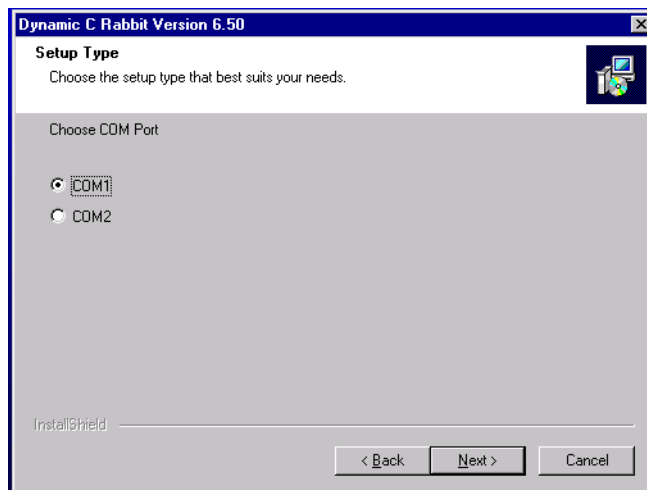 Dynamic C Rabbit Version 6.50
Setup Type
Choose the setup type that best suits your needs.
Choose COM Port
COM1
COM2
InstallShield
< Back Next > Cancel